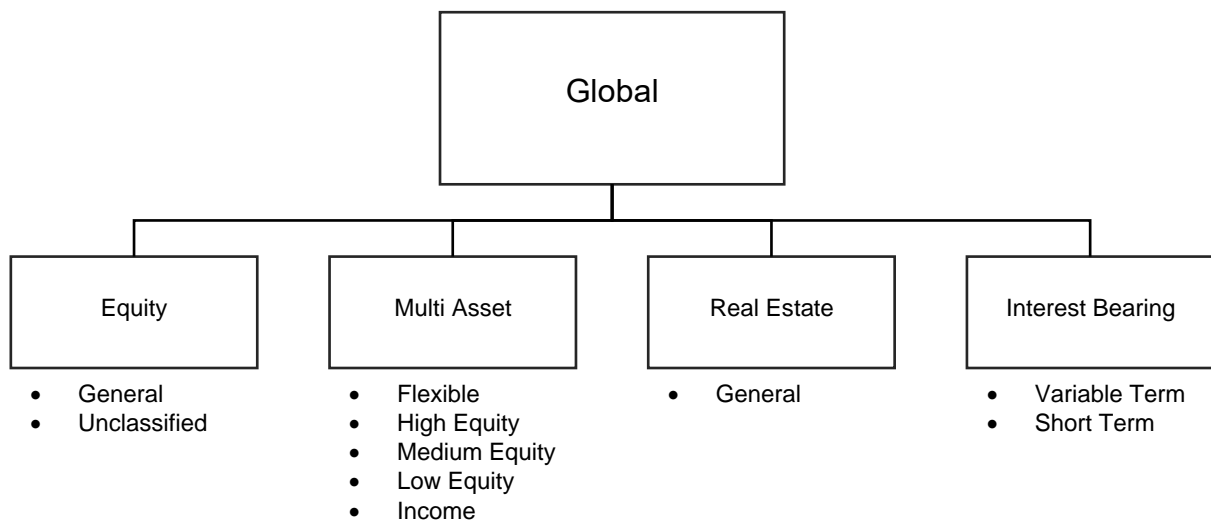 Global
Equity
Multi Asset
Real Estate
Interest Bearing
• General
• Unclassified
• Flexible
• High Equity
• Medium Equity
• Low Equity
• Income
• General
• Variable Term
• Short Term